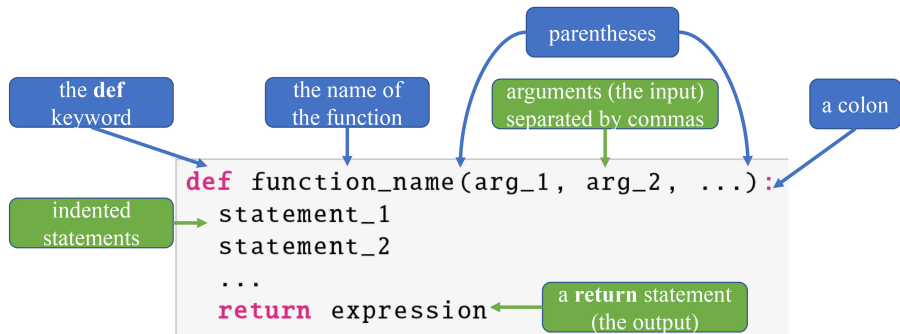 parentheses
the def
keyword
the name of
the function
arguments (the input)
separated by commas
a colon
def function_name(arg_1, arg_2, ...):
indented
statements
statement_1
statement_2
...
return expression
a return statement
(the output)